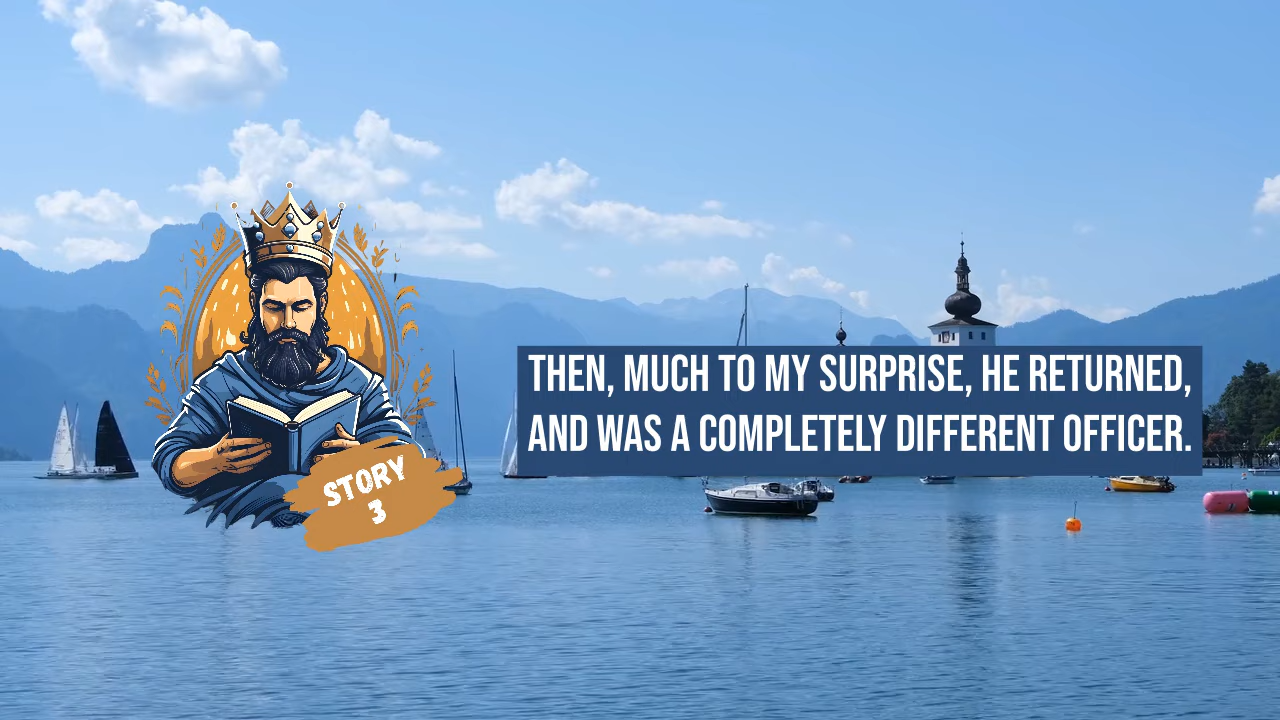 THEN, MUCH TO MY SURPRISE, HE RETURNED,
AND WAS A COMPLETELY DIFFERENT OFFICER.
STORY
3